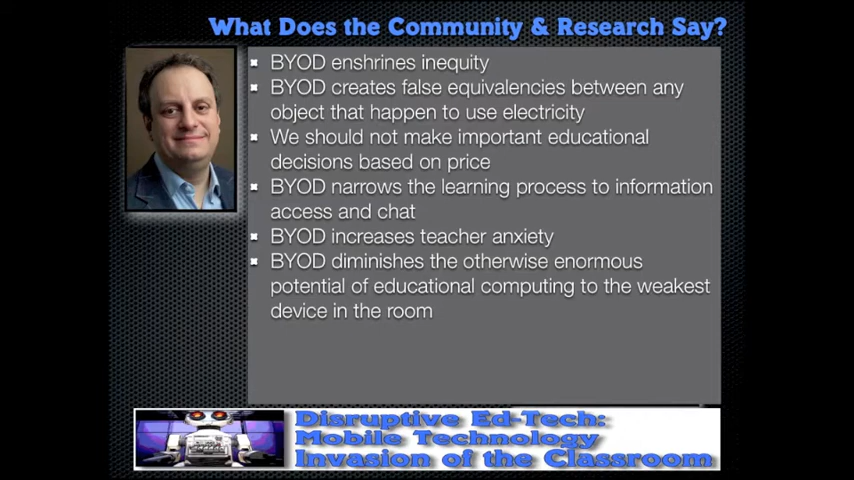 What Does the Community & Research Say?
BYOD enshrines inequity
BYOD creates false equivalencies between any
object that happen to use electricity
We should not make important educational
decisions based on price
BYOD narrows the learning process to information
access and chat
BYOD increases teacher anxiety
BYOD diminishes the otherwise enormous
potential of educational computing to the weakest
device in the room
Disruptive Ed-Tech:
Mobile Technology
Invasion of the Classroom